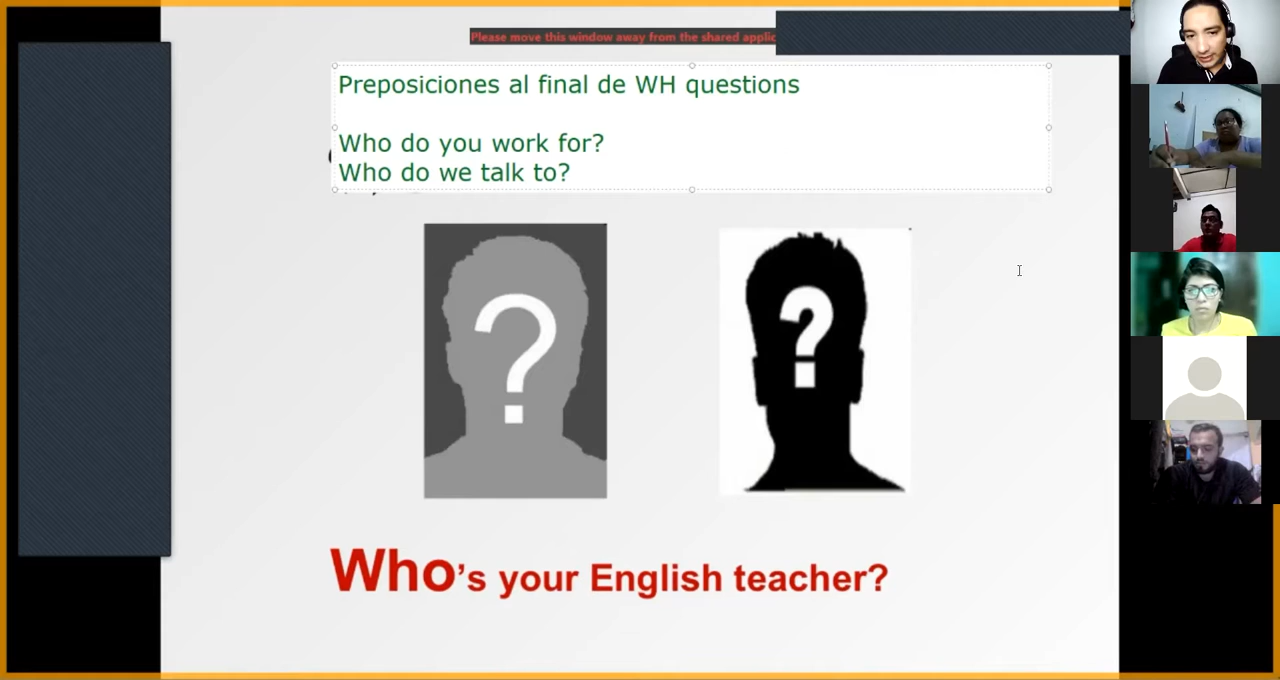 Please move this window away from the shared applic
Preposiciones al final de WH questions
Who do you work for?
Who do we talk to?
?
?
Who's your English teacher?